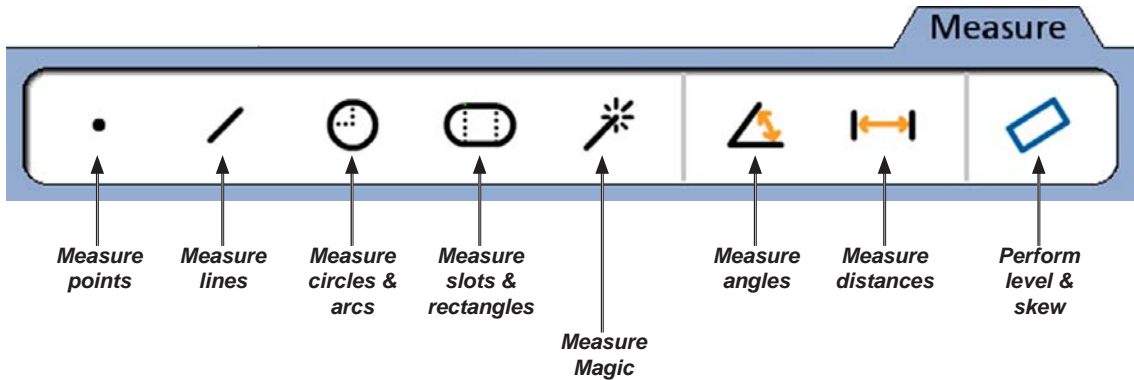 Measure
Measure
points
Measure
lines
Measure
circles &
arcs
Measure
slots &
rectangles
Measure
Magic
Measure
angles
Measure
distances
Perform
level &
skew